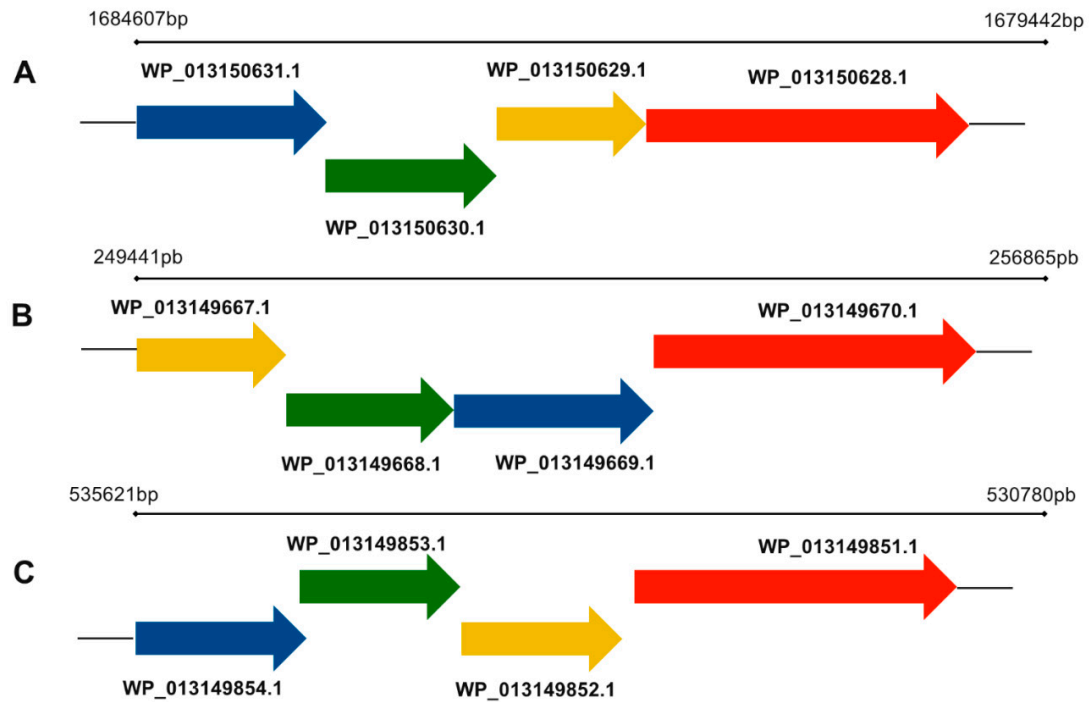 1684607bp 1679442bp
A
WP_013150631.1 WP_013150629.1 WP_013150628.1
WP_013150630.1
249441pb 256865pb
B
WP_013149667.1 WP_013149670.1
WP_013149668.1 WP_013149669.1
535621bp 530780pb
C
WP_013149853.1 WP_013149851.1
WP_013149854.1 WP_013149852.1